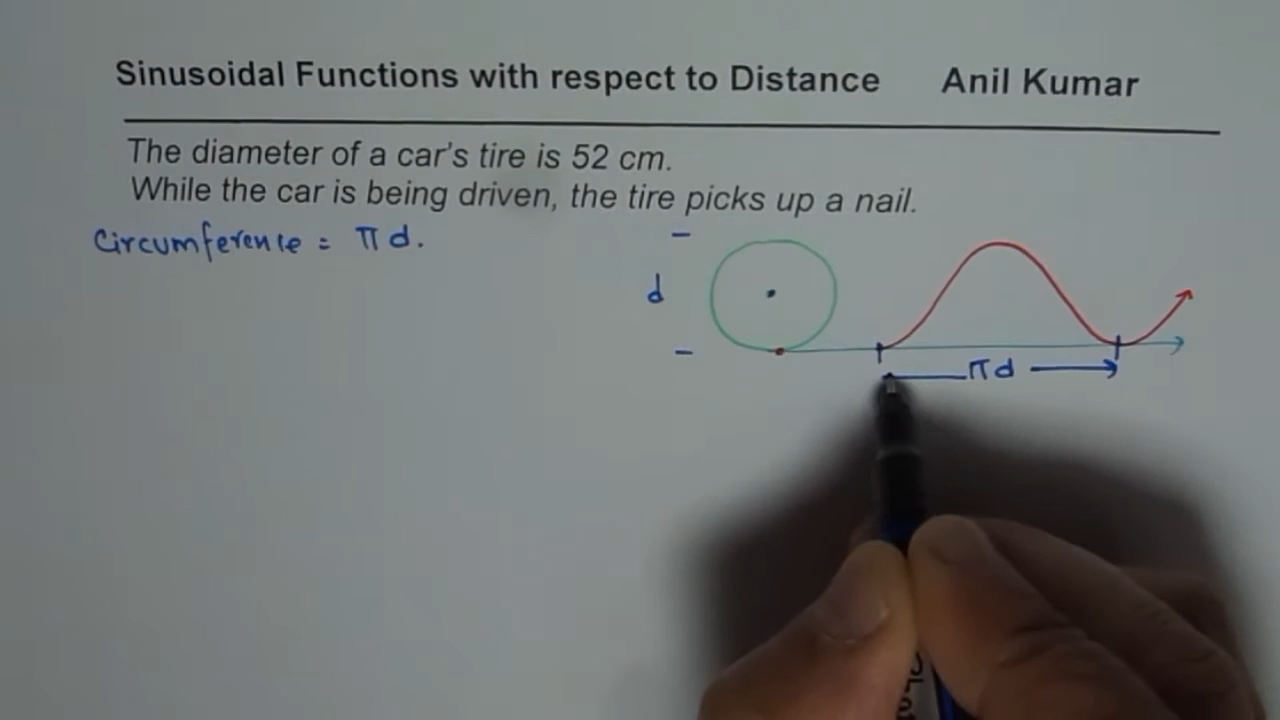 Sinusoidal Functions with respect to Distance Anil Kumar
The diameter of a car's tire is 52 cm.
While the car is being driven, the tire picks up a nail.
Circumference = πd.
d
πd